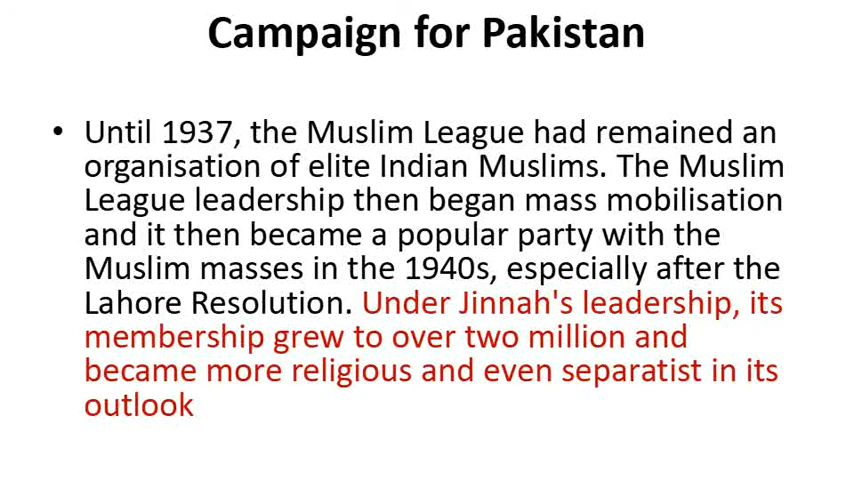 Campaign for Pakistan
• Until 1937, the Muslim League had remained an
organisation of elite Indian Muslims. The Muslim
League leadership then began mass mobilisation
and it then became a popular party with the
Muslim masses in the 1940s, especially after the
Lahore Resolution. Under Jinnah's leadership, its
membership grew to over two million and
became more religious and even separatist in its
outlook